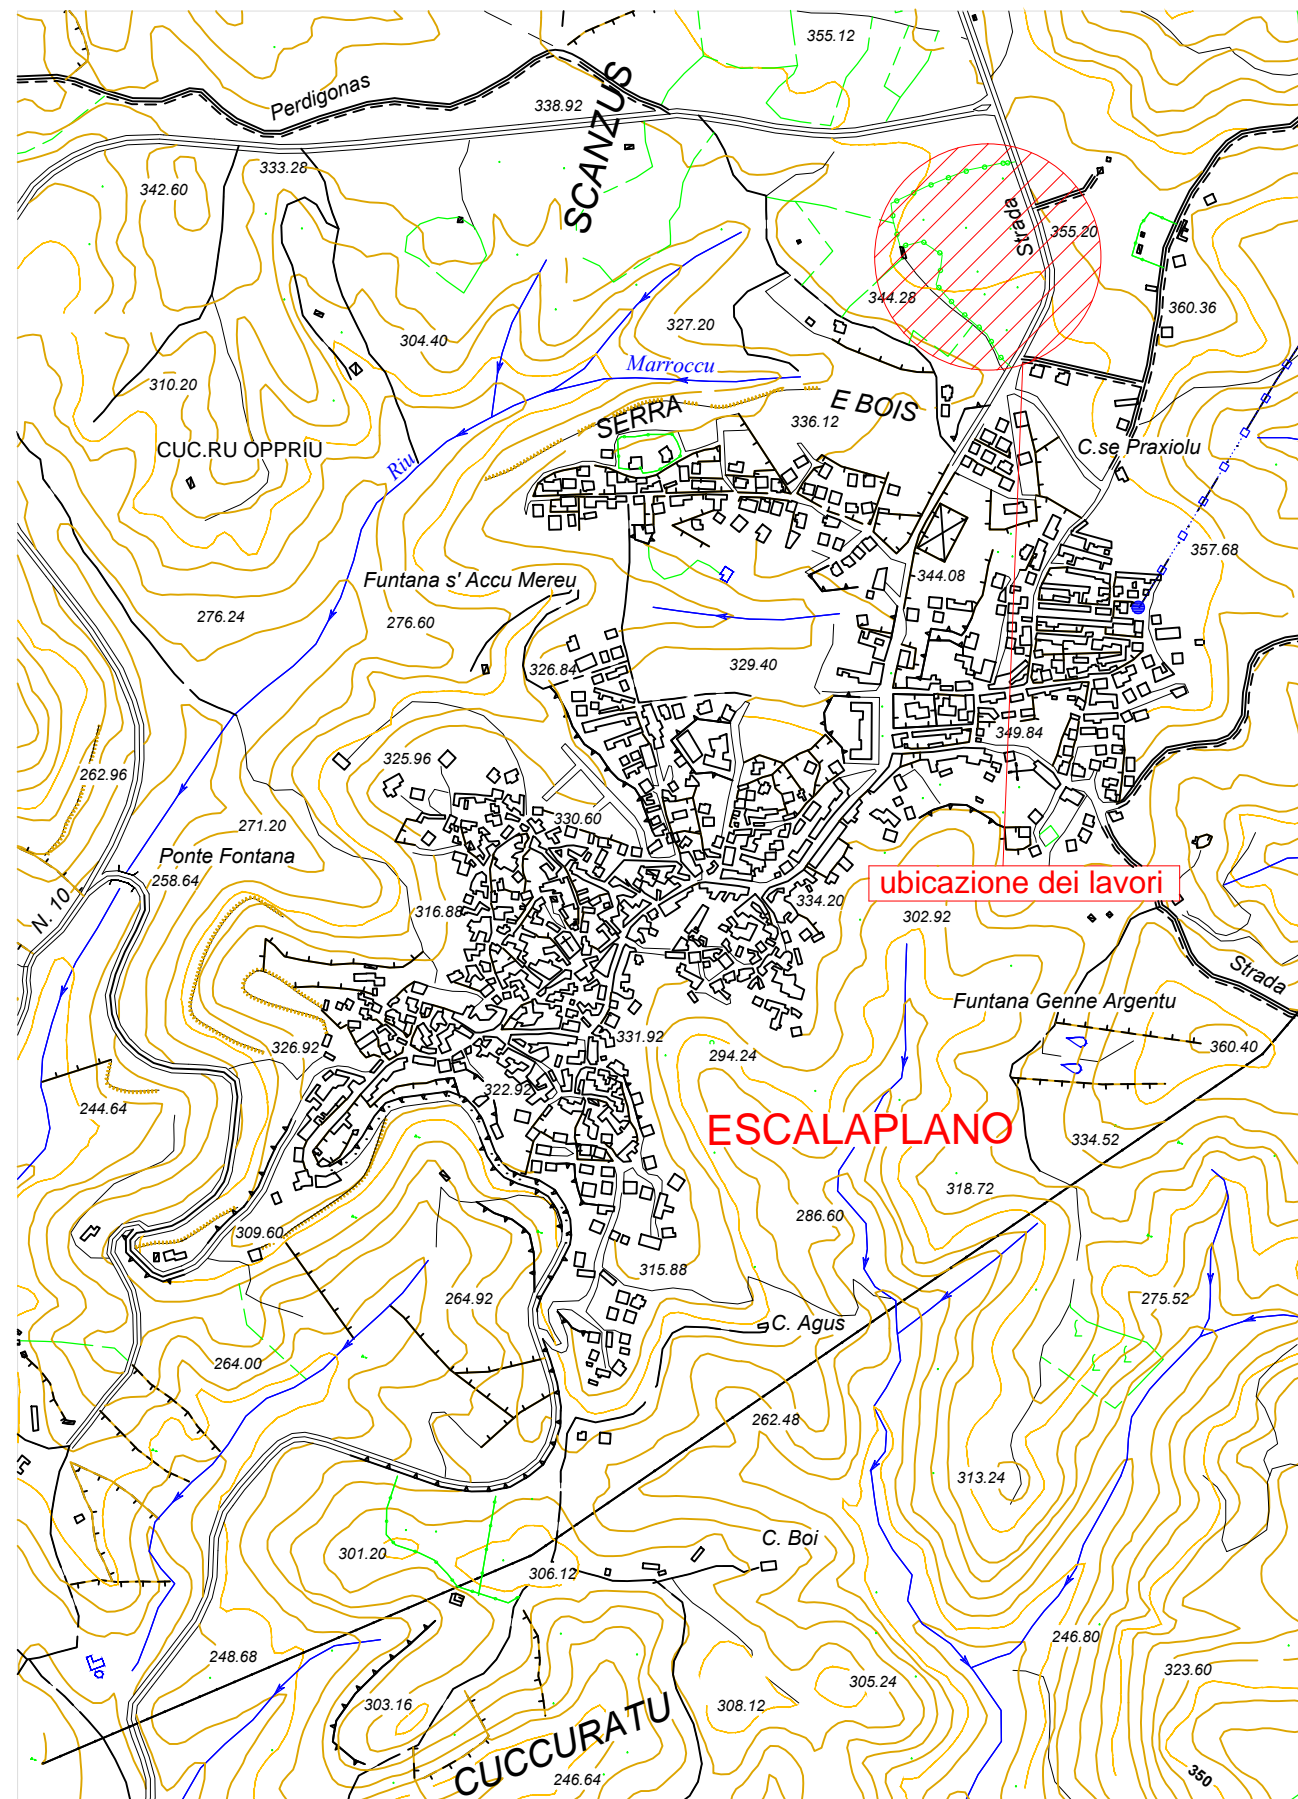 355.12
Perdigonas
338.92
SCANZUS
333.28
342.60
Strada
355.20
344.28
360.36
327.20
304.40
Marroccu
310.20
E BOIS
SERRA
336.12
CUC.RU OPPRIU
C.se Praxiolu
Riu
357.68
344.08
Funtana s' Accu Mereu
276.24
276.60
326.84
329.40
349.84
325.96
262.96
330.60
271.20
Ponte Fontana
258.64
ubicazione dei lavori
334.20
316.88
302.92
N. 10
Strada
Funtana Genne Argentu
331.92
326.92
294.24
360.40
322.92
244.64
ESCALAPLANO
334.52
318.72
286.60
309.60
315.88
264.92
275.52
C. Agus
264.00
262.48
313.24
C. Boi
301.20
306.12
246.80
248.68
323.60
305.24
303.16
308.12
CUCCURATU
246.64
350